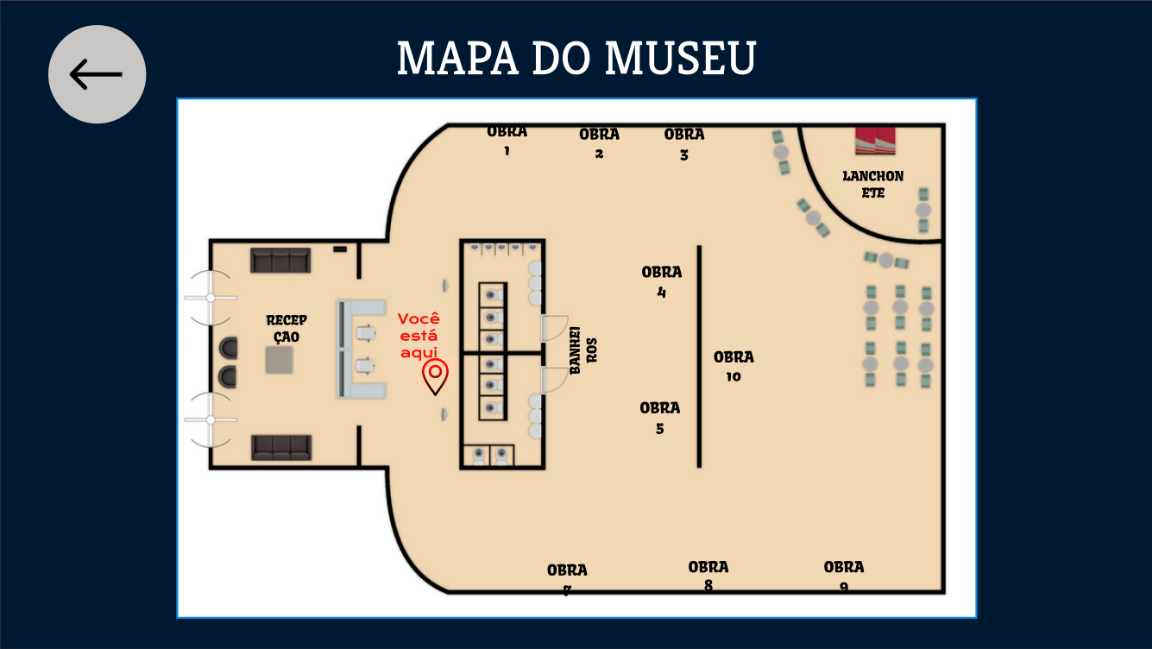 MAPA DO MUSEU
OBRA
1
OBRA
2
OBRA
3
LANCHON
ETE
OBRA
4
RECEP
ÇAO
Você
está
aqui
BANHEI
ROS
OBRA
10
OBRA
5
OBRA
7
OBRA
8
OBRA
9